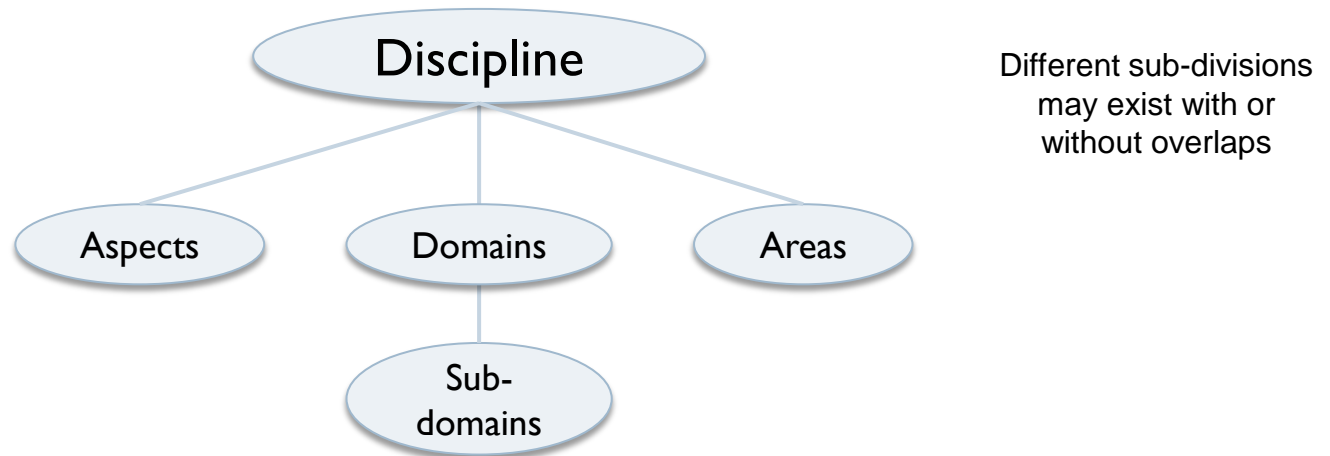 Discipline
Different sub-divisions
may exist with or
without overlaps
Aspects
Domains
Areas
Sub-
domains